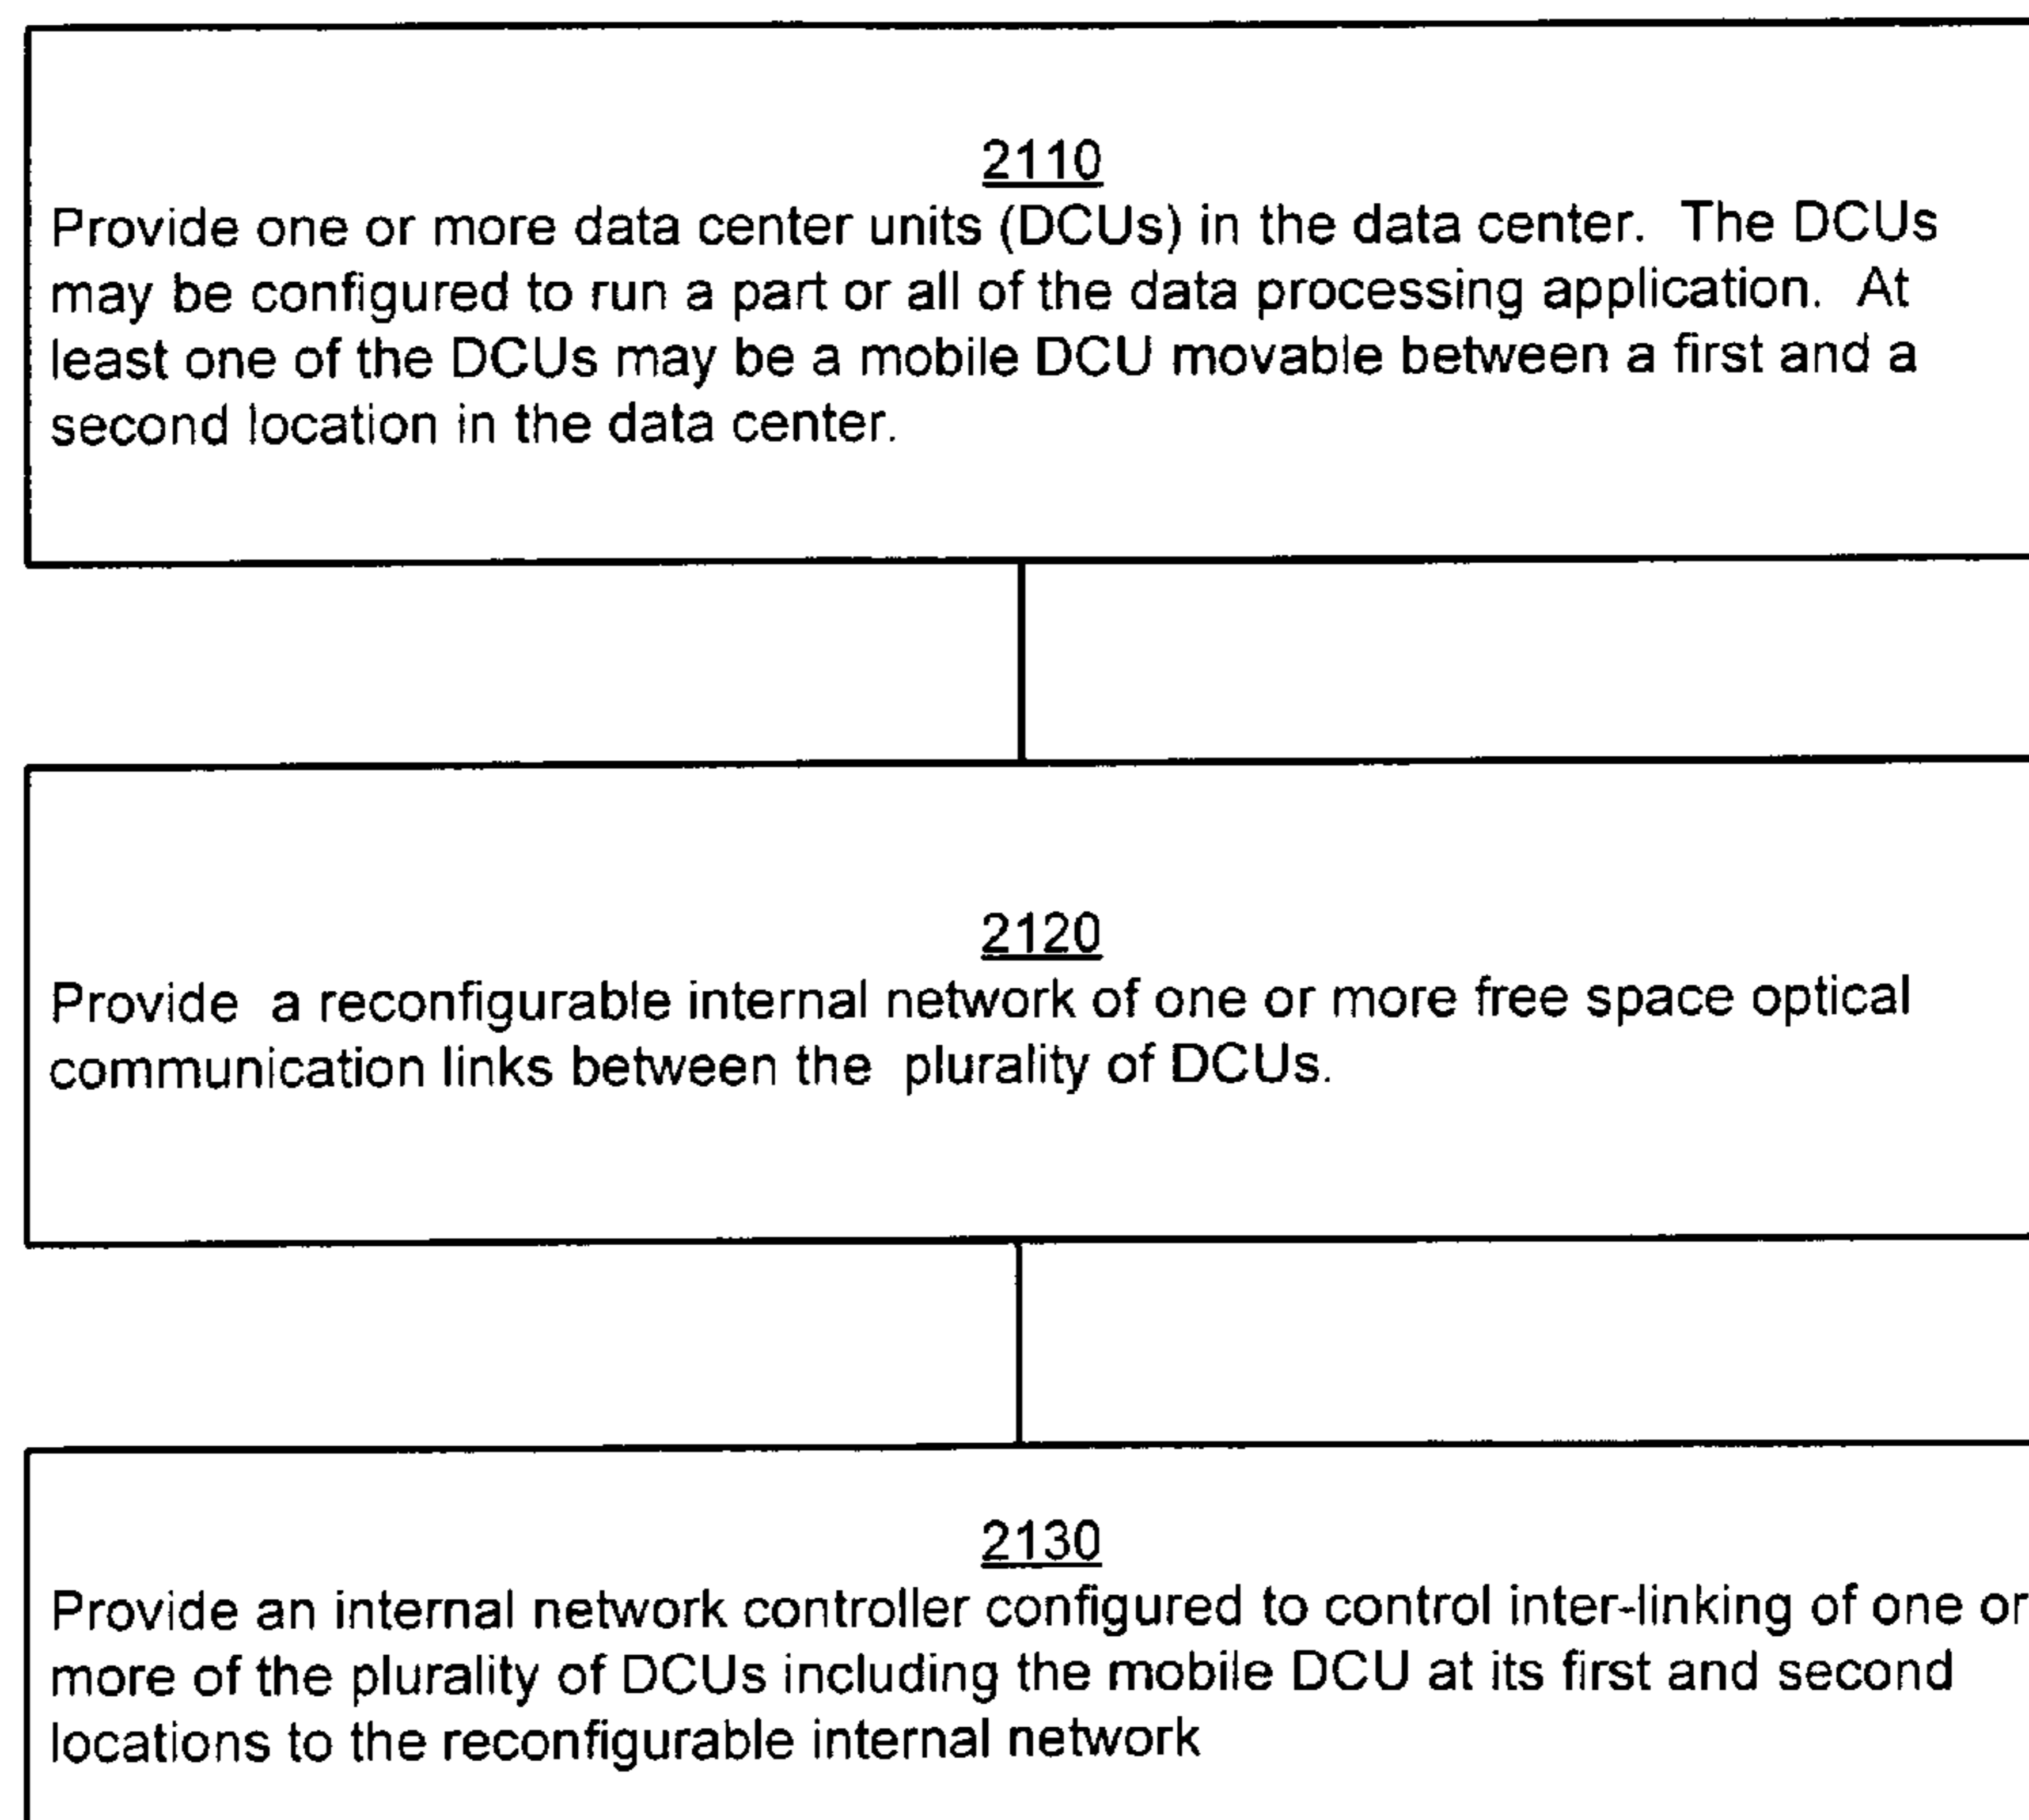 2110
Provide one or more data center units (DCUs) in the data center. The DCUs
may be configured to run a part or all of the data processing application. At
least one of the DCUs may be a mobile DCU movable between a first and a
second location in the data center.
2120
Provide a reconfigurable internal network of one or more free space optical
communication links between the plurality of DCUs.
2130
Provide an internal network controller configured to control inter-linking of one or
more of the plurality of DCUs including the mobile DCU at its first and second
locations to the reconfigurable internal network